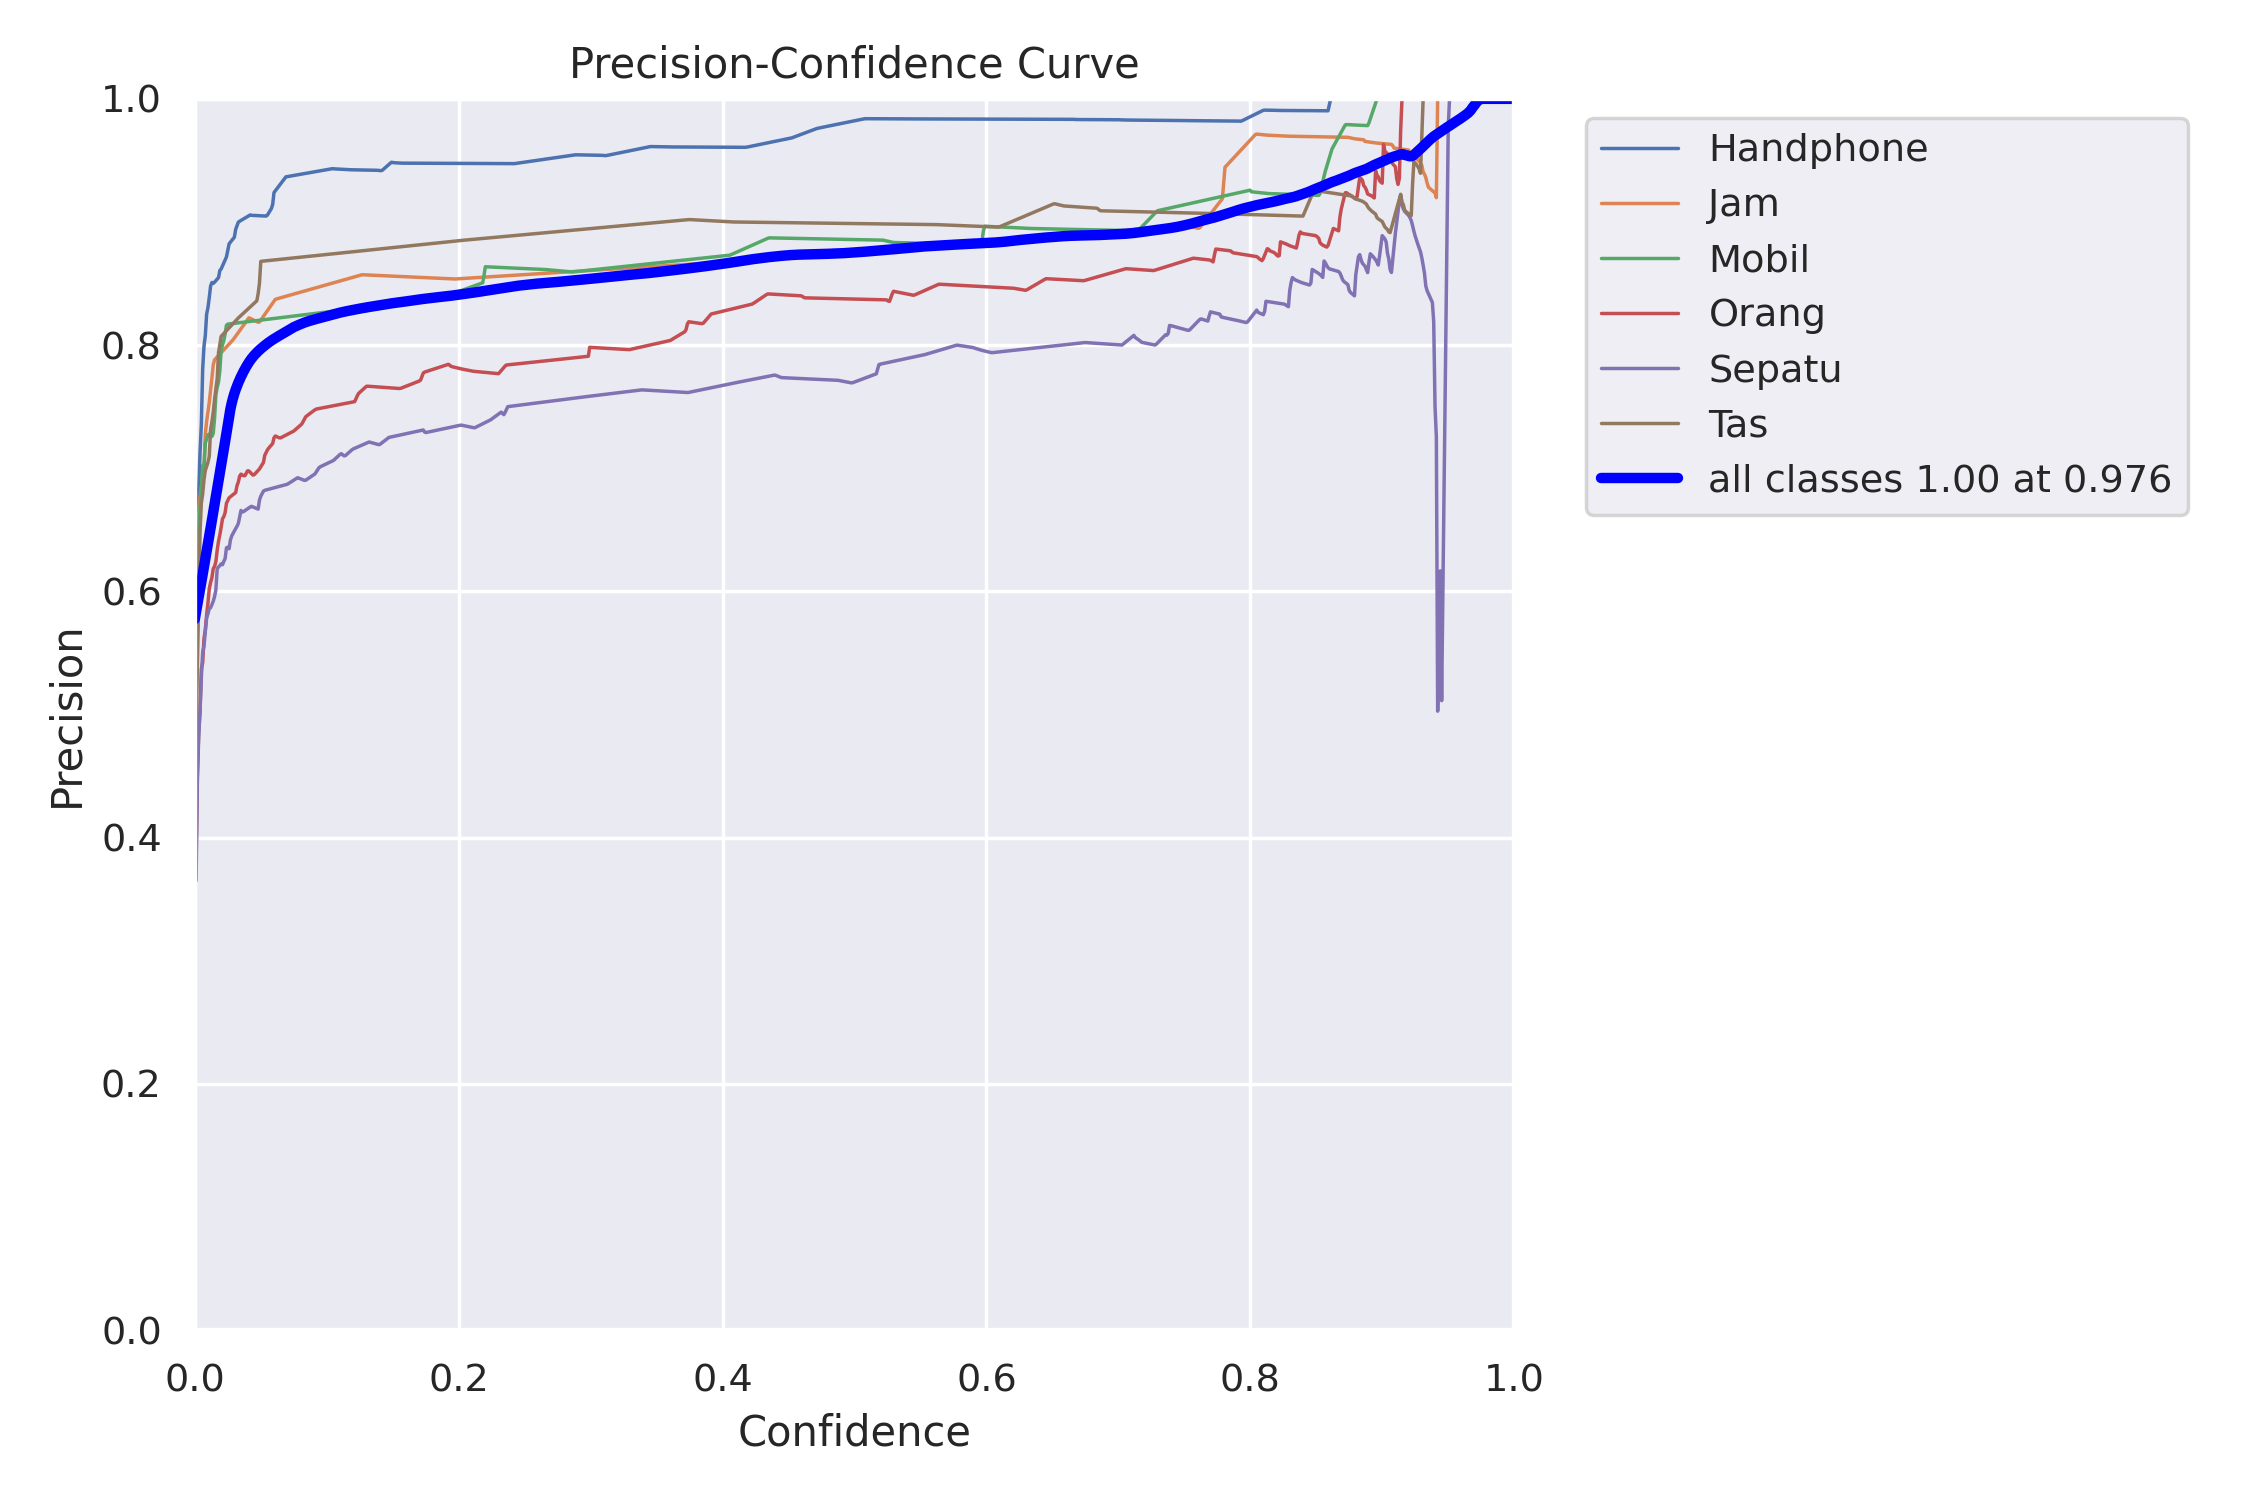 Precision-Confidence Curve
1.0
0.8
0.6
0.4
0.2
0.0
Precision
0.0 0.2 0.4 0.6 0.8 1.0
Confidence
Handphone
Jam
Mobil
Orang
Sepatu
Tas
all classes 1.00 at 0.976